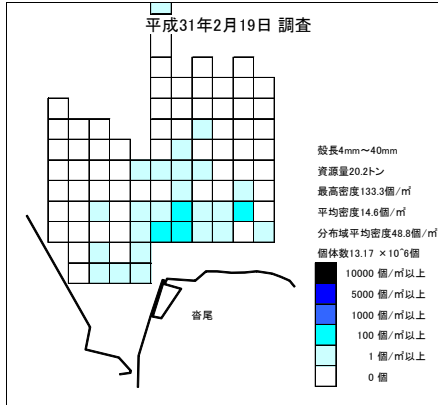 平成31年2月19日 調査
殻長4mm～40mm
資源量20.2トン
最高密度133.3個/㎡
平均密度14.6個/㎡
分布域平均密度48.8個/㎡
個体数13.17 ×10^6個
10000 個/㎡以上
5000 個/㎡以上
1000 個/㎡以上
100 個/㎡以上
1 個/㎡以上
0 個
沓尾